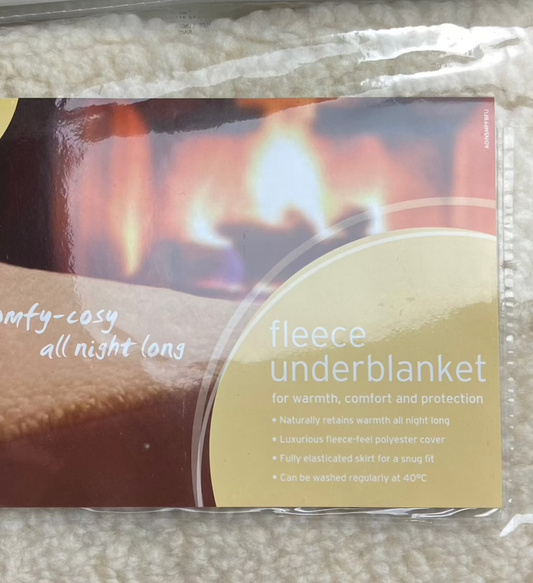 omfy-cosy
all night long
fleece
underblanket
for warmth, comfort and protection
• Naturally retains warmth all night long
• Luxurious fleece-feel polyester cover
• Fully elasticated skirt for a snug fit
• Can be washed regularly at 40ºC